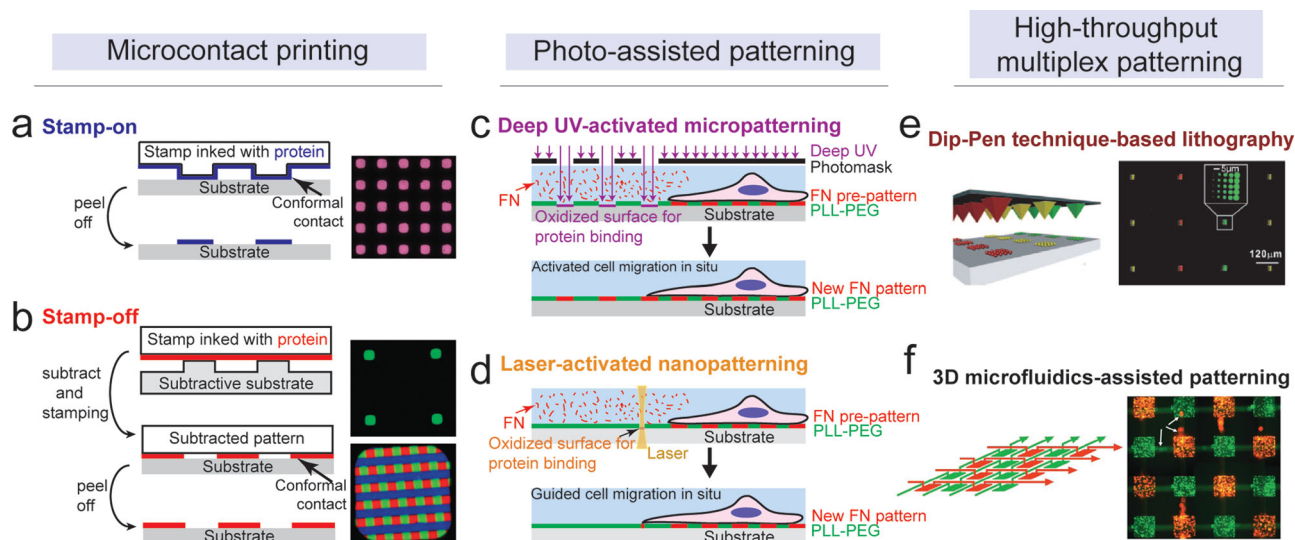 Microcontact printing
Photo-assisted patterning
High-throughput
multiplex patterning
a Stamp-on
Stamp inked with protein
Substrate
peel
off
Conformal
contact
Substrate
b Stamp-off
Stamp inked with protein
Subtractive substrate
subtract
and
stamping
Subtracted pattern
Substrate
peel
off
Conformal
contact
Substrate
c Deep UV-activated micropatterning
Deep UV
Photomask
FN
FN pre-pattern
PLL-PEG
Oxidized surface for
protein binding
Substrate
Activated cell migration in situ
New FN pattern
PLL-PEG
Substrate
d Laser-activated nanopatterning
FN
FN pre-pattern
PLL-PEG
Oxidized surface for
protein binding
Laser
Guided cell migration in situ
New FN pattern
PLL-PEG
Substrate
e Dip-Pen technique-based lithography
5µm
120µm
f 3D microfluidics-assisted patterning